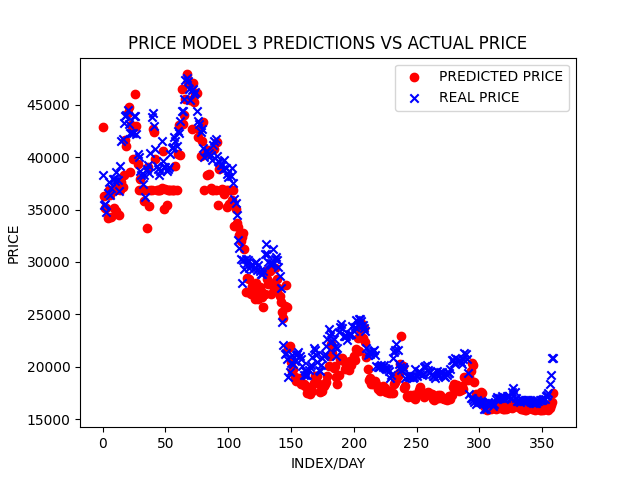 PRICE MODEL 3 PREDICTIONS VS ACTUAL PRICE
PREDICTED PRICE
REAL PRICE
45000
40000
35000
30000
25000
20000
15000
PRICE
0 50 100 150 200 250 300 350
INDEX/DAY